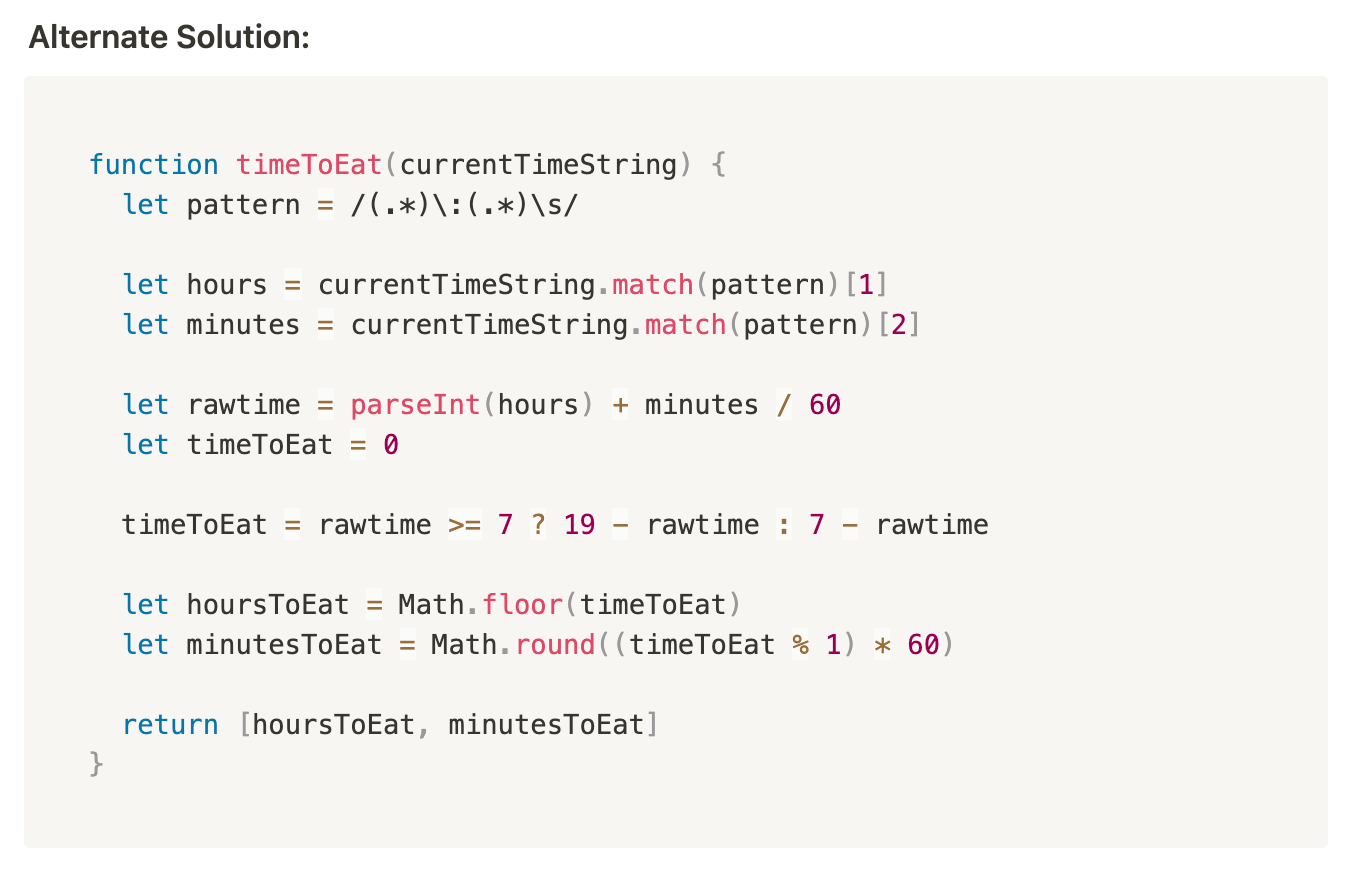 Alternate Solution:
function timeToEat(currentTimeString) {
  let pattern = /(.*)\:(.*)\s/
  let hours = currentTimeString.match(pattern)[1]
  let minutes = currentTimeString.match(pattern)[2]
  let rawtime = parseInt(hours) + minutes / 60
  let timeToEat = 0
  timeToEat = rawtime >= 7 ? 19 - rawtime : 7 - rawtime
  let hoursToEat = Math.floor(timeToEat)
  let minutesToEat = Math.round((timeToEat % 1) * 60)
  return [hoursToEat, minutesToEat]
}